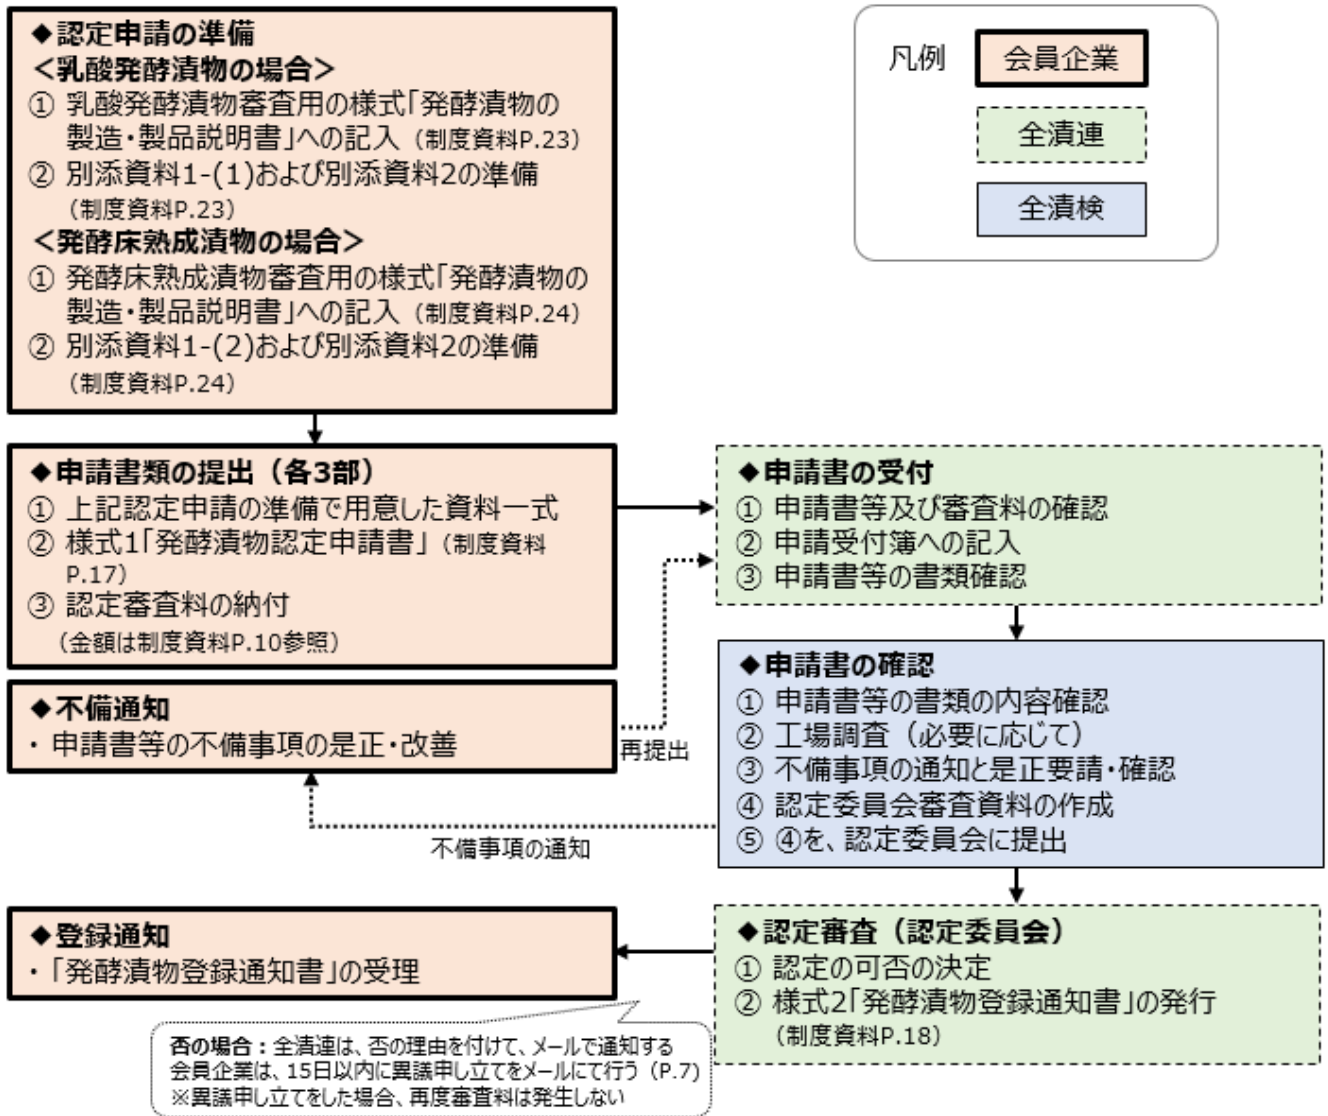 ◆認定申請の準備
＜乳酸発酵漬物の場合＞
① 乳酸発酵漬物審査用の様式「発酵漬物の
製造・製品説明書」への記入（制度資料P.23）
② 別添資料1-(1)および別添資料2の準備
（制度資料P.23）
＜発酵床熟成漬物の場合＞
① 発酵床熟成漬物審査用の様式「発酵漬物の
製造・製品説明書」への記入（制度資料P.24）
② 別添資料1-(2)および別添資料2の準備
（制度資料P.24）
凡例
会員企業
全漬連
全漬検
◆申請書類の提出（各3部）
① 上記認定申請の準備で用意した資料一式
② 様式1「発酵漬物認定申請書」（制度資料
P.17）
③ 認定審査料の納付
（金額は制度資料P.10参照）
◆申請書の受付
① 申請書等及び審査料の確認
② 申請受付簿への記入
③ 申請書等の書類確認
◆不備通知
・ 申請書等の不備事項の是正・改善
再提出
◆申請書の確認
① 申請書等の書類の内容確認
② 工場調査（必要に応じて）
③ 不備事項の通知と是正要請・確認
④ 認定委員会審査資料の作成
⑤ ④を、認定委員会に提出
不備事項の通知
◆登録通知
・「発酵漬物登録通知書」の受理
◆認定審査（認定委員会）
① 認定の可否の決定
② 様式2「発酵漬物登録通知書」の発行
（制度資料P.18）
否の場合：全漬連は、否の理由を付けて、メールで通知する
会員企業は、15日以内に異議申し立てをメールにて行う（P.7）
※異議申し立てをした場合、再度審査料は発生しない